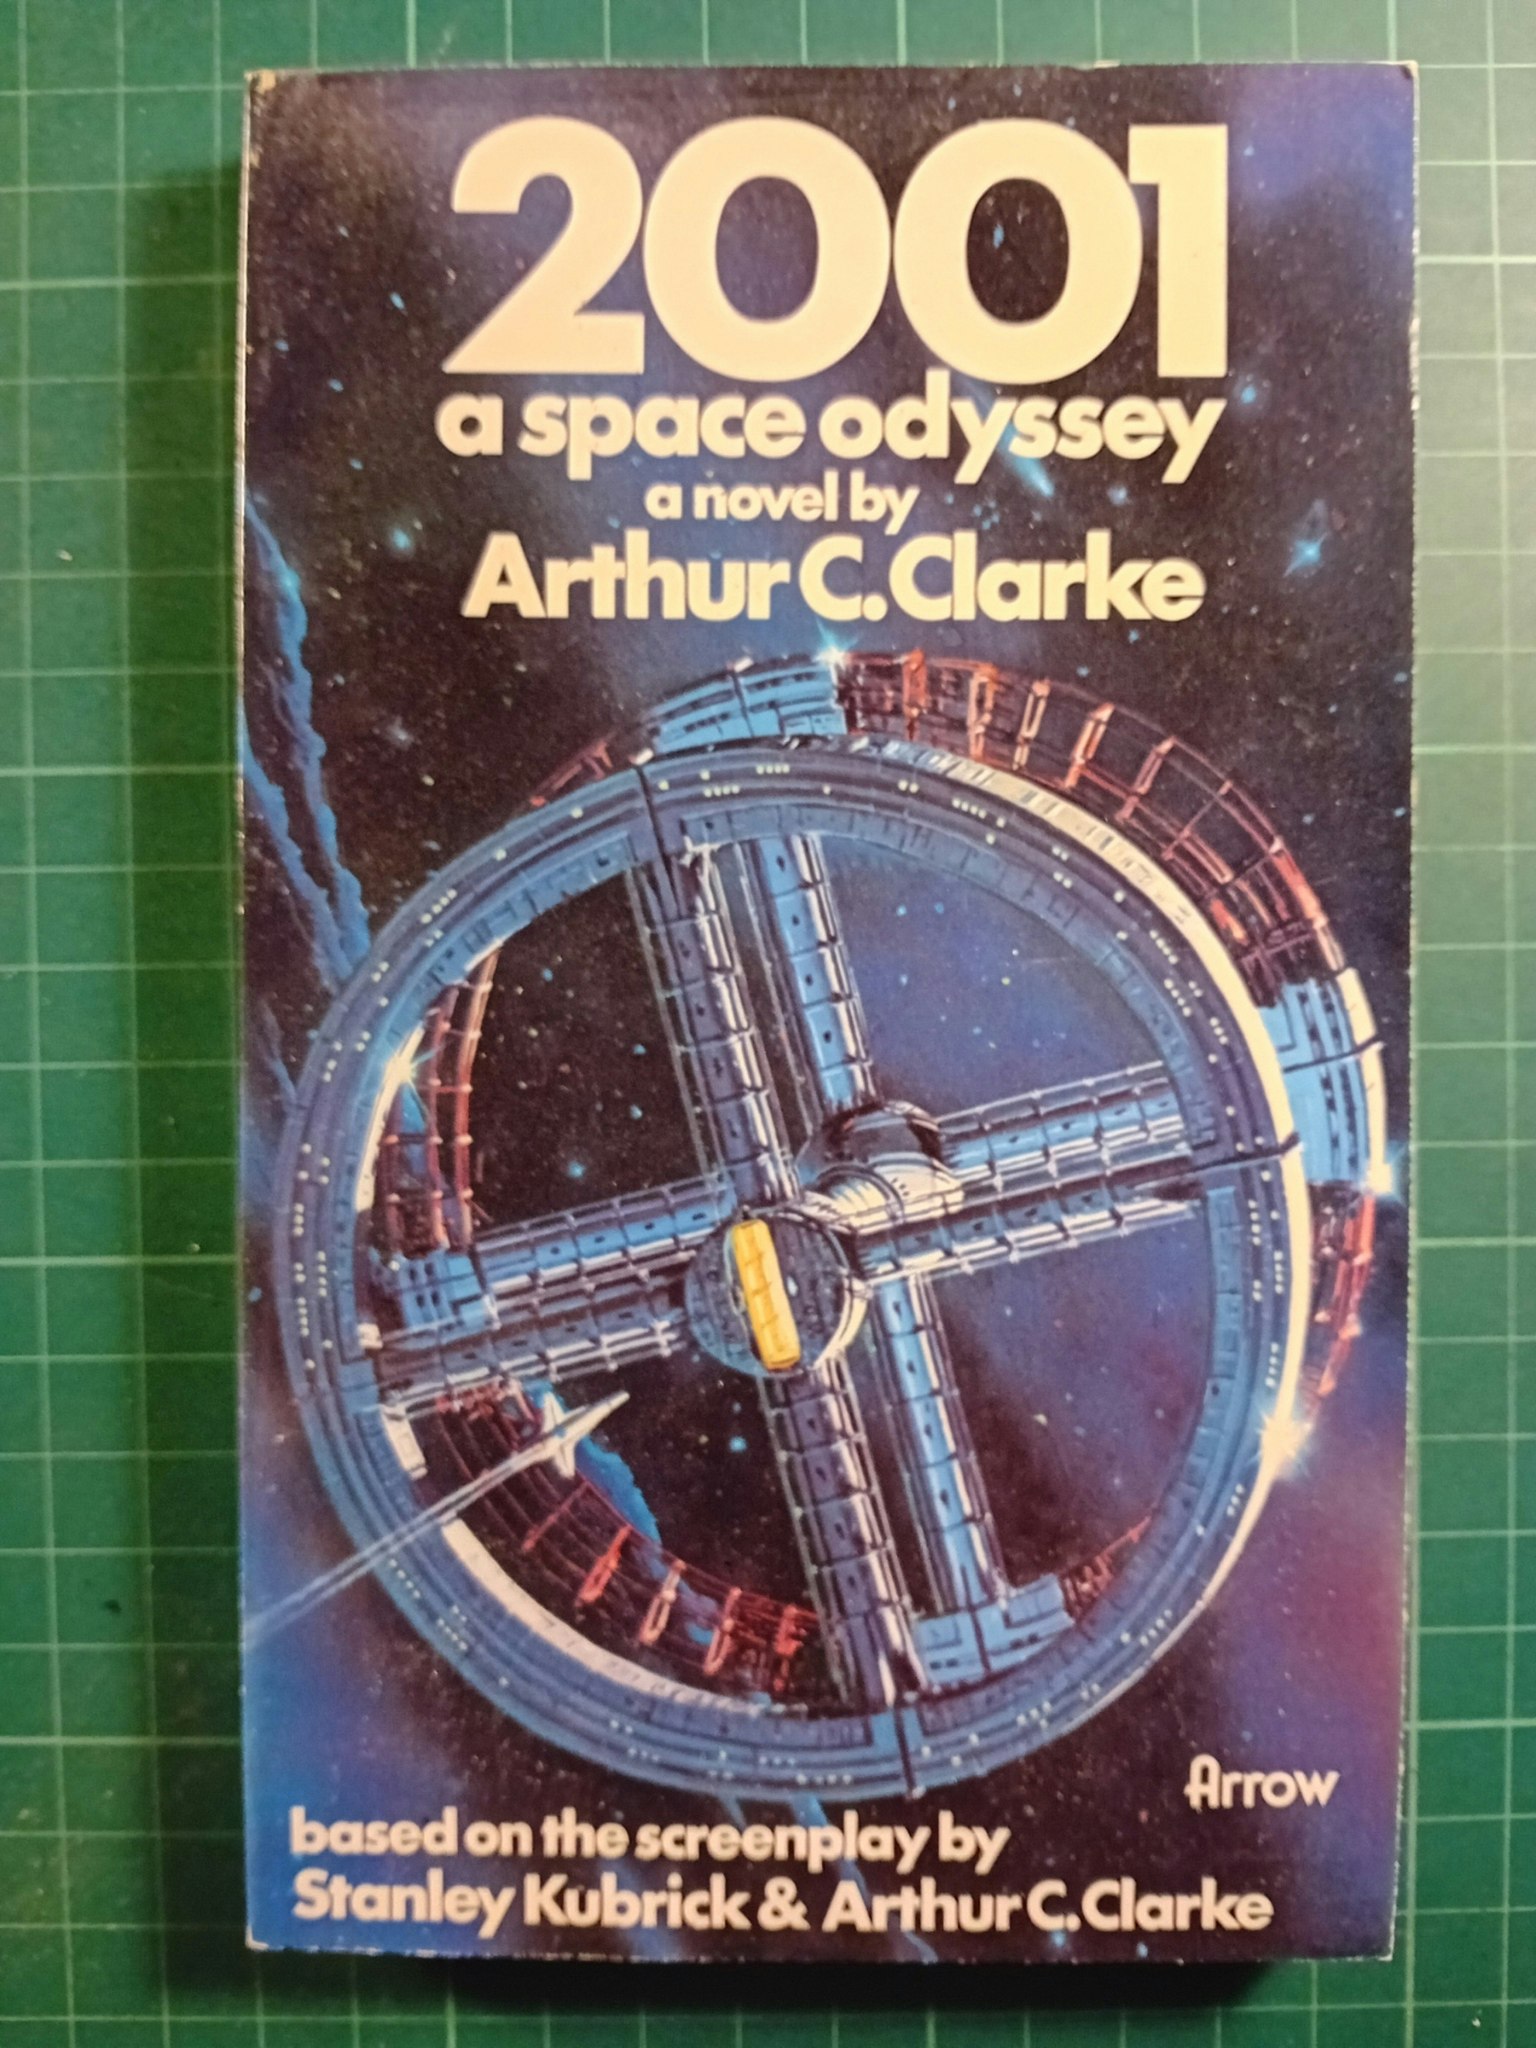 2001
a space odyssey
a novel by
Arthur C. Clarke
Arrow
based on the screenplay by
Stanley Kubrick & Arthur C. Clarke